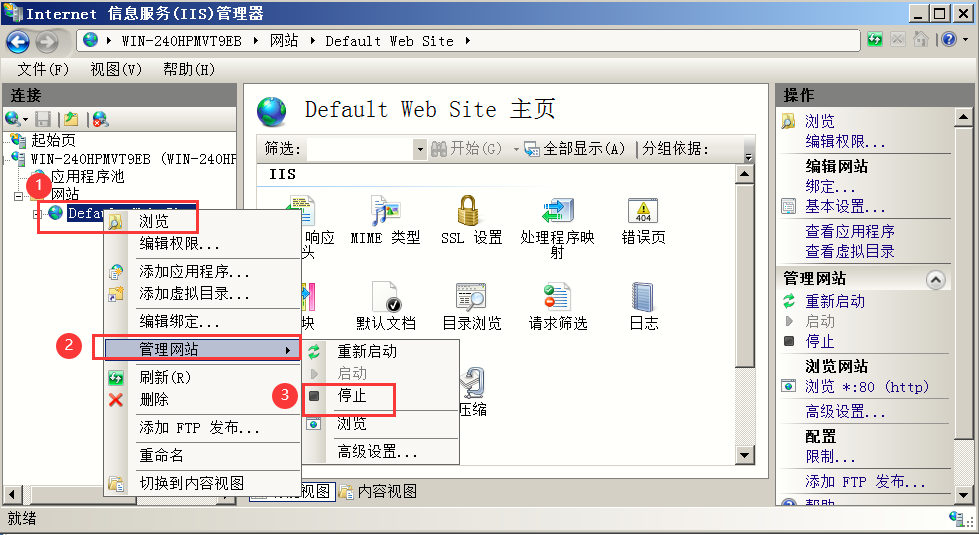 Internet 信息服务(IIS)管理器
WIN-240HPMVT9EB 网站 Default Web Site
文件(F) 视图(V) 帮助(H)
连接
起始页
WIN-240HPMVT9EB (WIN-240HP
应用程序池
网站
1
浏览
编辑权限...
添加应用程序...
添加虚拟目录...
编辑绑定...
2
管理网站
刷新(R)
删除
添加 FTP 发布...
重命名
切换到内容视图
重新启动
启动
3
停止
浏览
高级设置...
Default Web Site 主页
筛选: 开始(G) 全部显示(A) 分组依据:
IIS
响应
头
MIME 类型
SSL 设置
处理程序映
射
404
错误页
块
默认文档
目录浏览
请求筛选
日志
压缩
视图
内容视图
操作
浏览
编辑权限...
编辑网站
绑定...
基本设置...
查看应用程序
查看虚拟目录
管理网站
重新启动
启动
停止
浏览网站
浏览 *:80 (http)
高级设置...
配置
限制...
添加 FTP 发布...
帮助
就绪